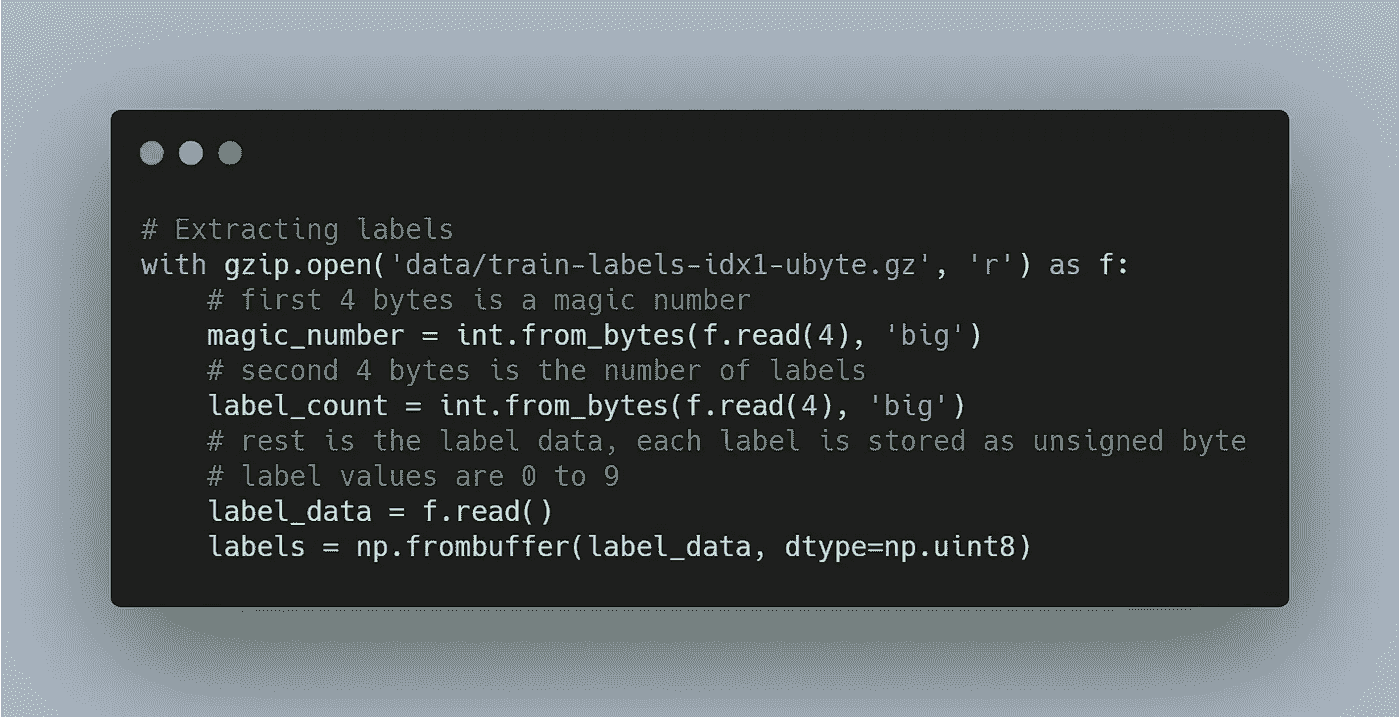 # Extracting labels
with gzip.open('data/train-labels-idx1-ubyte.gz', 'r') as f:
    # first 4 bytes is a magic number
    magic_number = int.from_bytes(f.read(4), 'big')
    # second 4 bytes is the number of labels
    label_count = int.from_bytes(f.read(4), 'big')
    # rest is the label data, each label is stored as unsigned byte
    # label values are 0 to 9
    label_data = f.read()
    labels = np.frombuffer(label_data, dtype=np.uint8)